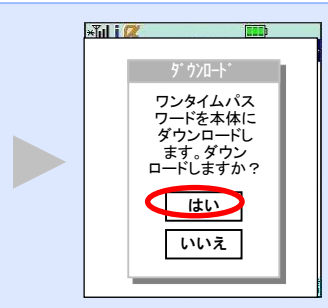 ﾀﾞｳﾝﾛｰﾄﾞ
ワンタイムパス
ワードを本体に
ダウンロードし
ます。ダウン
ロードしますか？
はい
いいえ